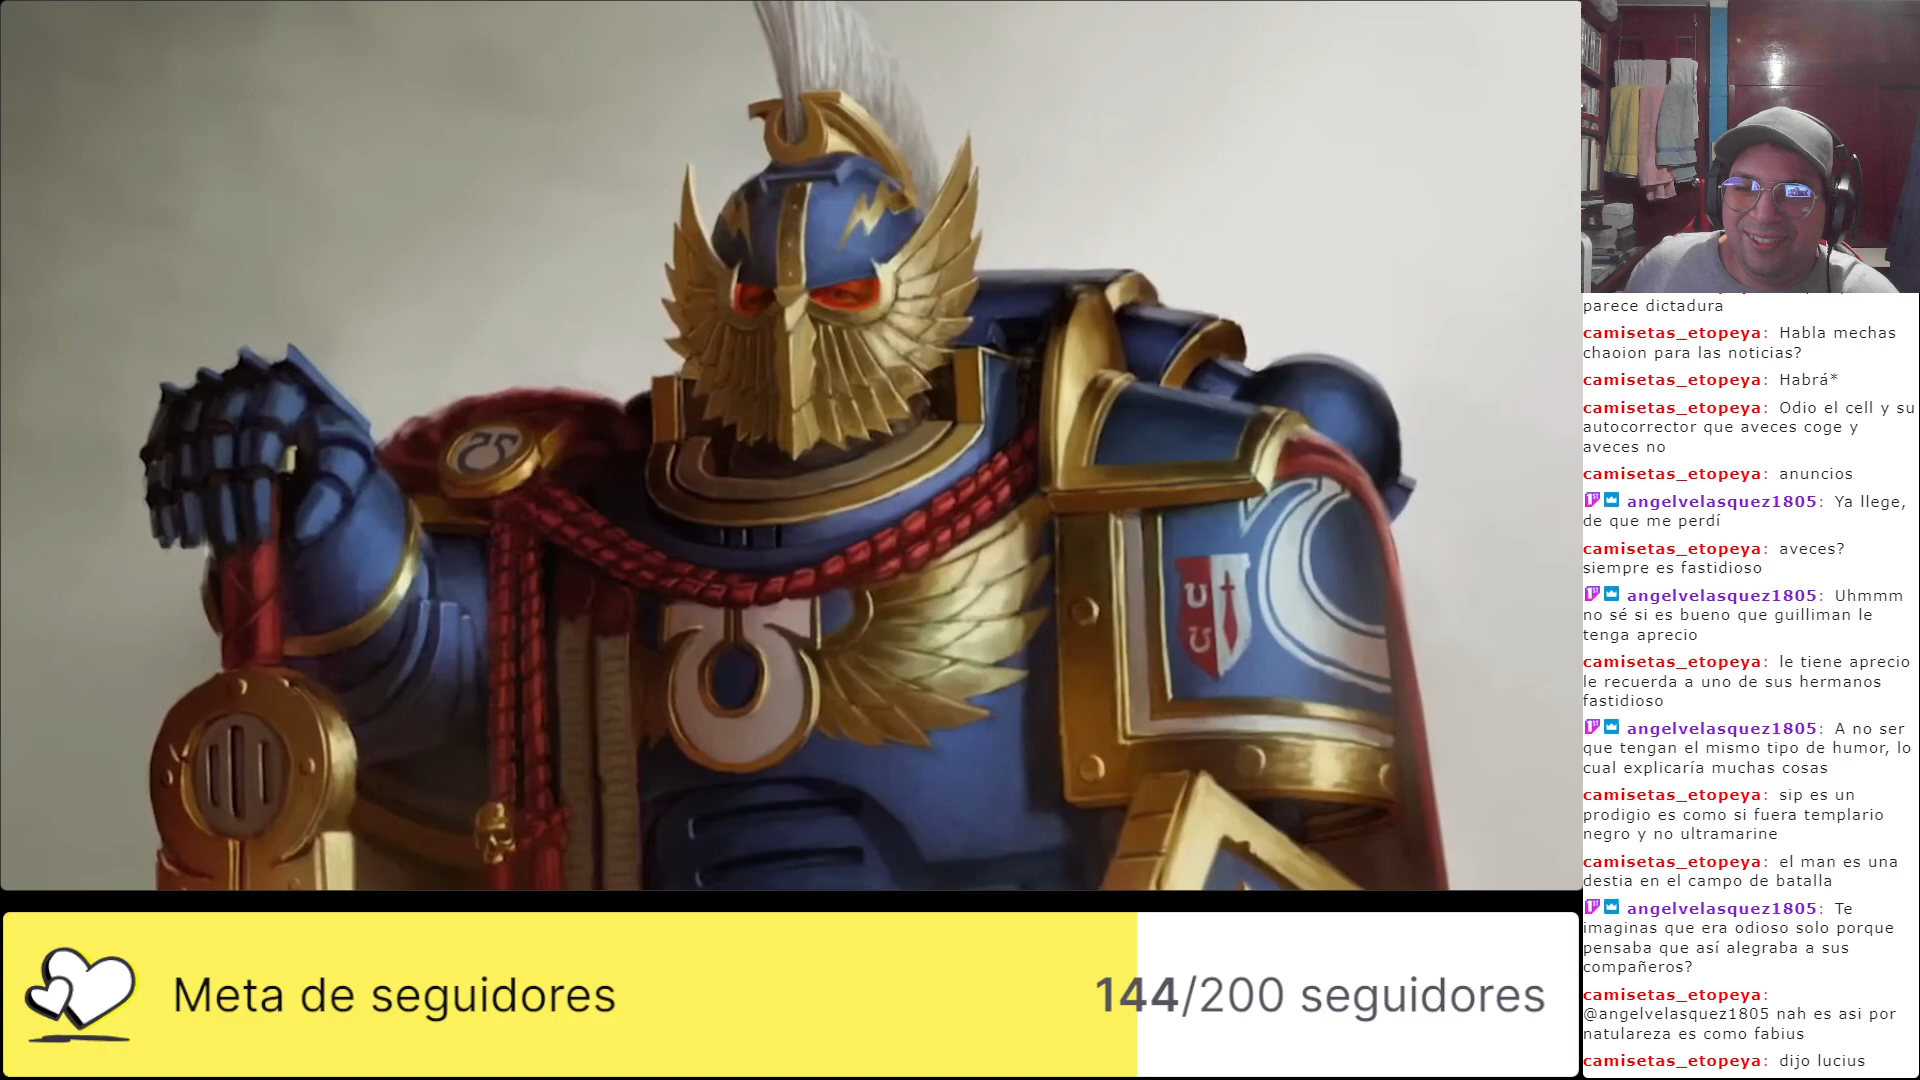 parece dictadura
camisetas_etopeya: Habla mechas
chaoion para las noticias?
camisetas_etopeya: Habrá*
camisetas_etopeya: Odio el cell y su
autocorrector que aveces coge y
aveces no
camisetas_etopeya: anuncios
angelvelasquez1805: Ya llege,
de que me perdí
camisetas_etopeya: aveces?
siempre es fastidioso
angelvelasquez1805: Uhmmm
no sé si es bueno que guilliman le
tenga aprecio
camisetas_etopeya: le tiene aprecio
le recuerda a uno de sus hermanos
fastidioso
angelvelasquez1805: A no ser
que tengan el mismo tipo de humor, lo
cual explicaría muchas cosas
camisetas_etopeya: sip es un
prodigio es como si fuera templario
negro y no ultramarine
camisetas_etopeya: el man es una
destia en el campo de batalla
angelvelasquez1805: Te
imaginas que era odioso solo porque
pensaba que así alegraba a sus
compañeros?
camisetas_etopeya:
@angelvelasquez1805 nah es asi por
natulareza es como fabius
camisetas_etopeya: dijo lucius
Meta de seguidores
144/200 seguidores